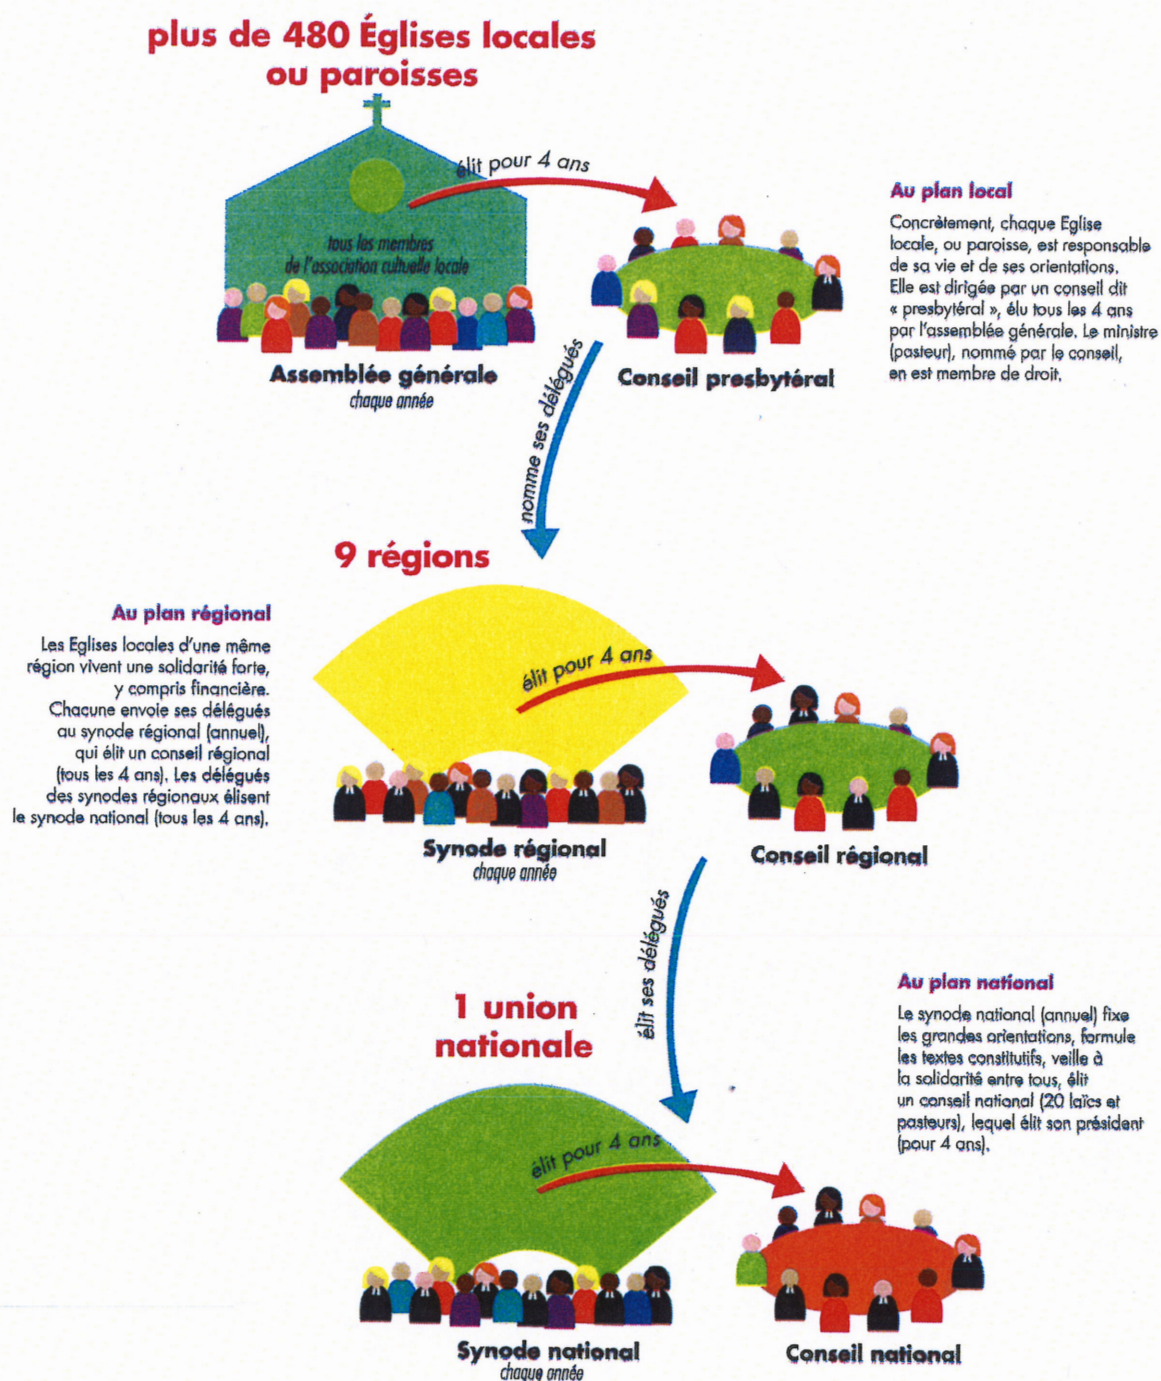 plus de 480 Églises locales
ou paroisses
élit pour 4 ans
tous les membres
de l'association cultuelle locale
Assemblée générale
chaque année
Conseil presbytéral
Au plan local
Concrètement, chaque Eglise
locale, ou paroisse, est responsable
de sa vie et de ses orientations.
Elle est dirigée par un conseil dit
« presbytéral », élu tous les 4 ans
par l'assemblée générale. Le ministre
(pasteur), nommé par le conseil,
en est membre de droit.
nomme ses délégués
9 régions
Au plan régional
Les Eglises locales d'une même
région vivent une solidarité forte,
y compris financière.
Chacune envoie ses délégués
au synode régional (annuel),
qui élit un conseil régional
(tous les 4 ans). Les délégués
des synodes régionaux élisent
le synode national (tous les 4 ans).
élit pour 4 ans
Synode régional
chaque année
Conseil régional
élit ses délégués
1 union
nationale
Au plan national
Le synode national (annuel) fixe
les grandes orientations, formule
les textes constitutifs, veille à
la solidarité entre tous, élit
un conseil national (20 laïcs et
pasteurs), lequel élit son président
(pour 4 ans).
élit pour 4 ans
Synode national
chaque année
Conseil national